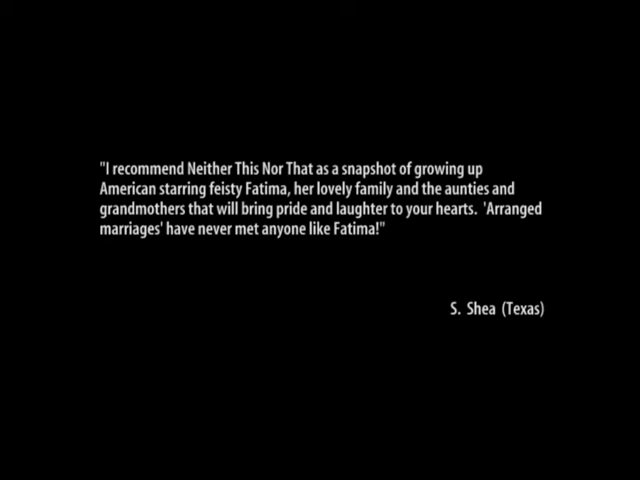 "I recommend Neither This Nor That as a snapshot of growing up
American starring feisty Fatima, her lovely family and the aunties and
grandmothers that will bring pride and laughter to your hearts.  'Arranged
marriages' have never met anyone like Fatima!"
S. Shea (Texas)